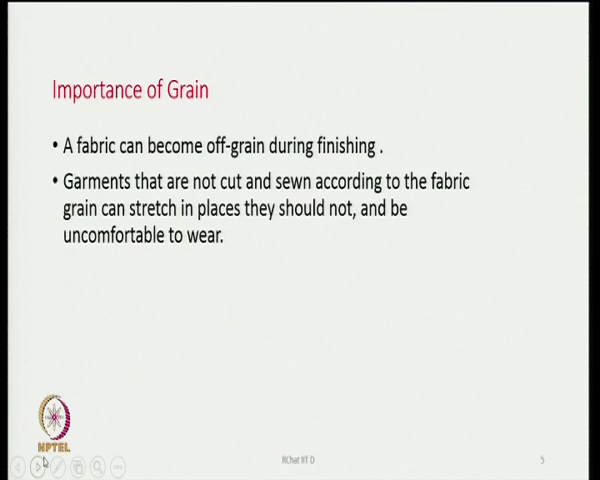 Importance of Grain
• A fabric can become off-grain during finishing .
• Garments that are not cut and sewn according to the fabric
grain can stretch in places they should not, and be
uncomfortable to wear.
NPTEL
RChat IIT D
5